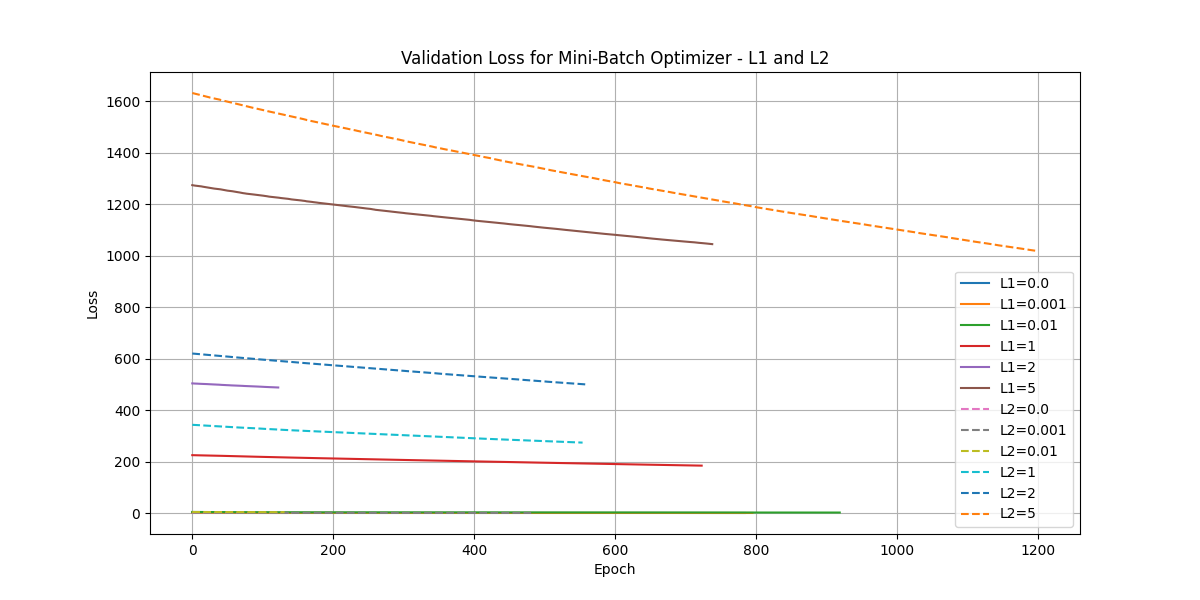 Validation Loss for Mini-Batch Optimizer - L1 and L2
1600
1400
1200
1000
800
600
400
200
0
Loss
0 200 400 600 800 1000 1200
Epoch
L1=0.0
L1=0.001
L1=0.01
L1=1
L1=2
L1=5
L2=0.0
L2=0.001
L2=0.01
L2=1
L2=2
L2=5